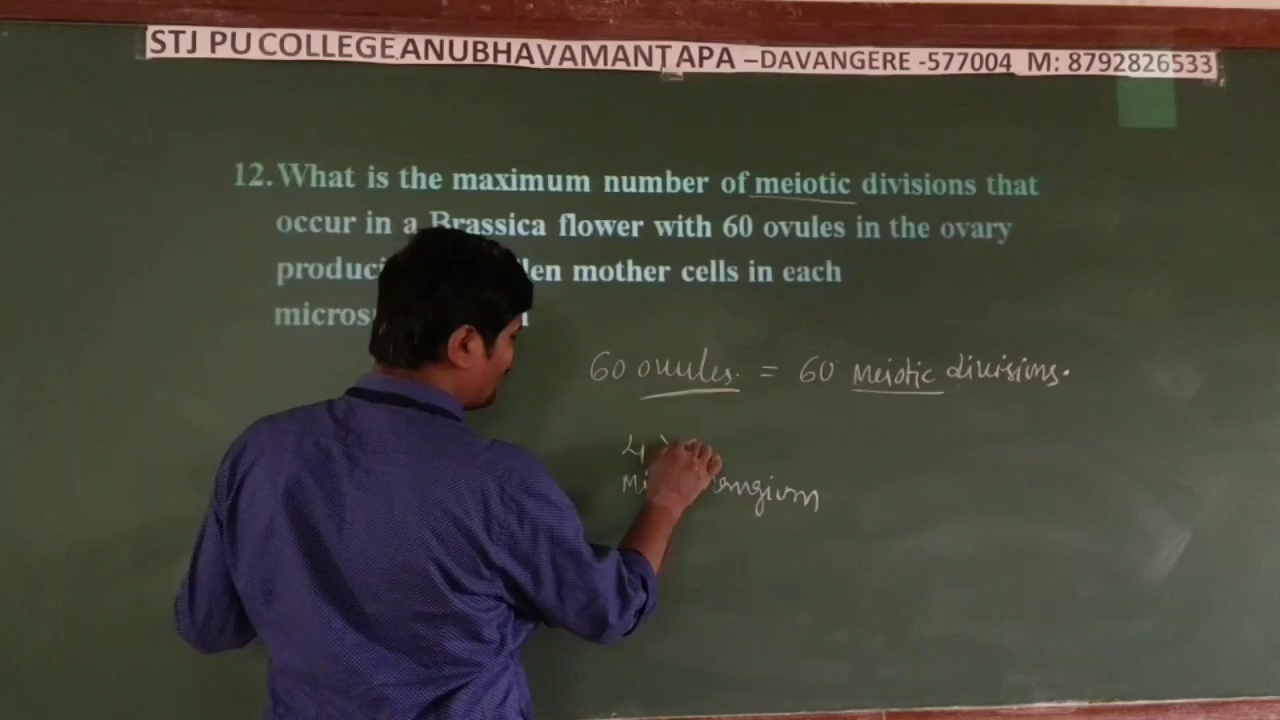 STJ PU COLLEGE ANUBHAVAMANTAPA –DAVANGERE -577004 M: 8792826533
12. What is the maximum number of meiotic divisions that
occur in a Brassica flower with 60 ovules in the ovary
mother cells in each
60 ovules. = 60 Meiotic divisions.
4